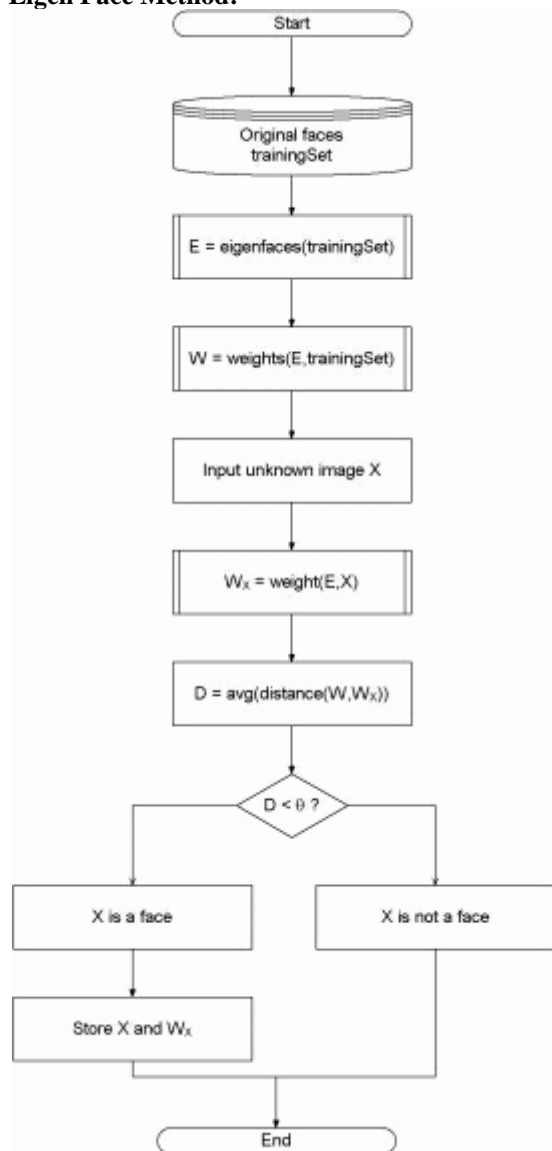 Eigen Face Method:
Start
Original faces
trainingSet
E = eigenfaces(trainingSet)
W = weights(E,trainingSet)
Input unknown image X
Wx = weight(E,X)
D = avg(distance(W,Wx))
D < θ ?
X is a face
X is not a face
Store X and Wx
End